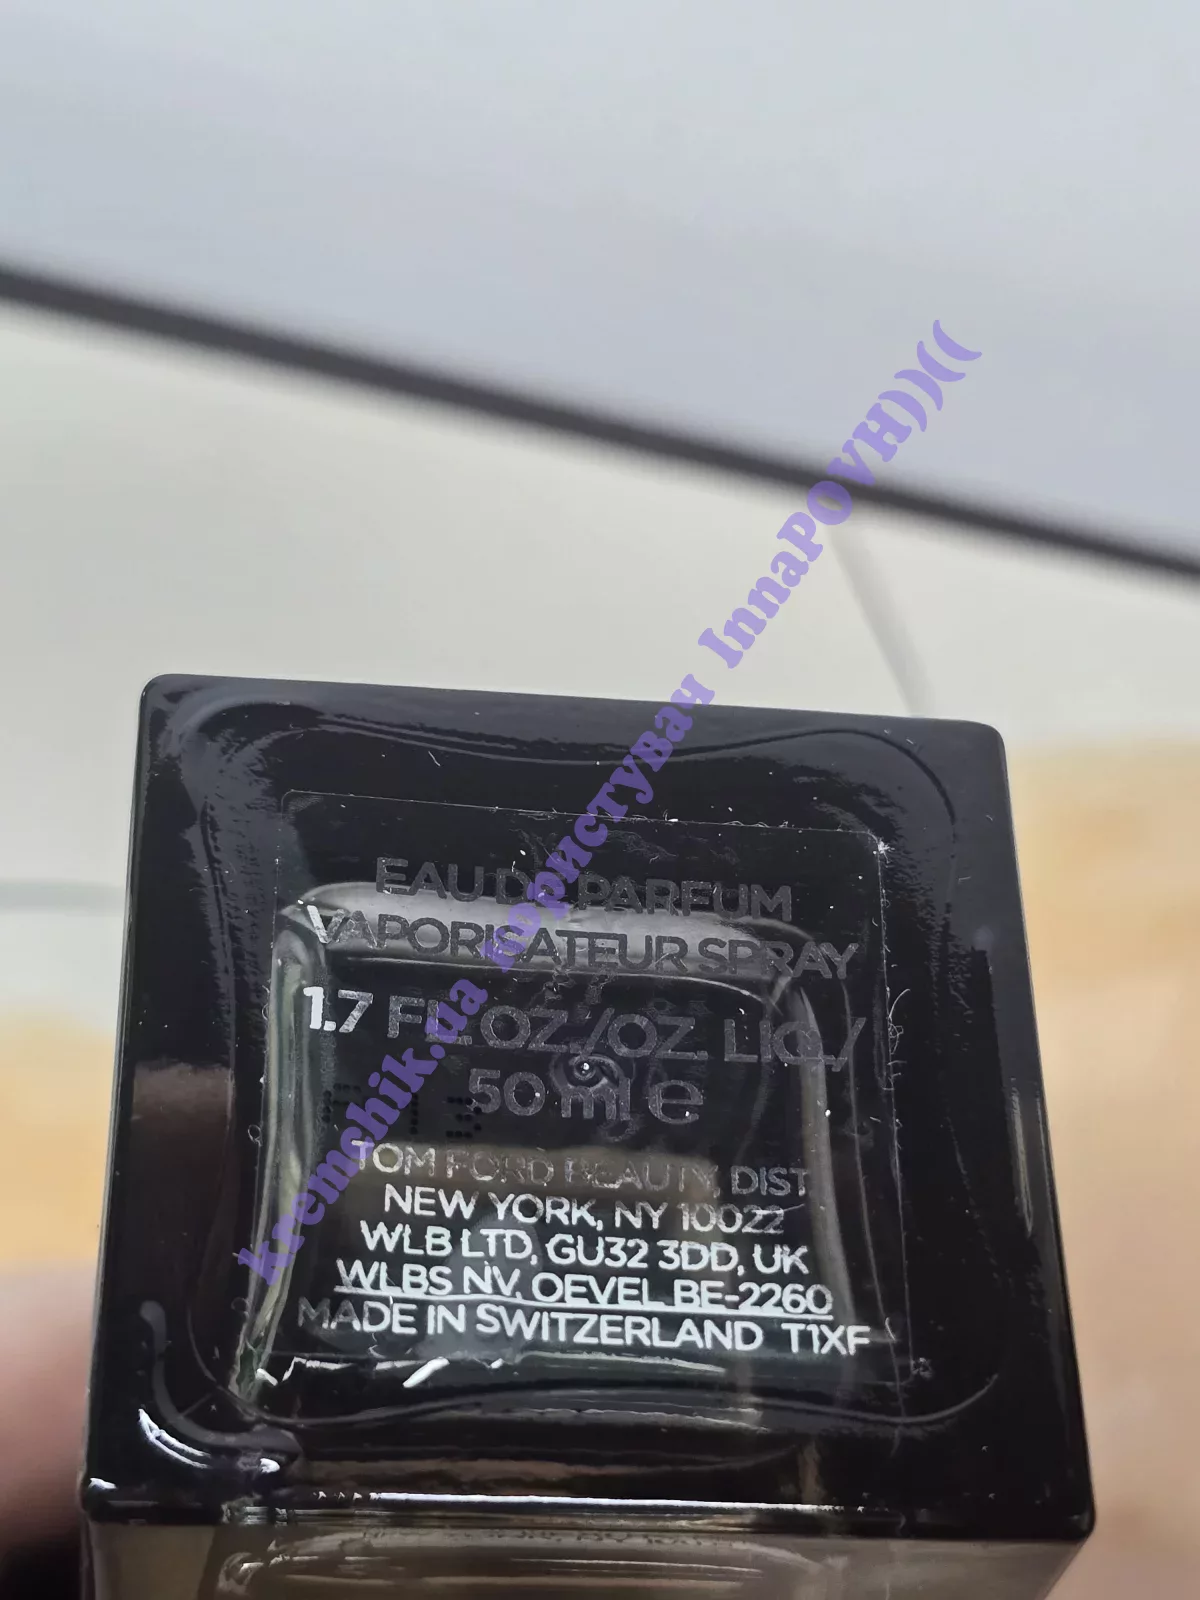 EAU DE PARFUM
VAPORISATEUR SPRAY
1.7 FL. OZ./OZ. LIQ./
50 ml e
TOM FORD BEAUTY, DIST
NEW YORK, NY 10022
WLB LTD, GU32 3DD, UK
WLBS NV, OEVEL BE-2260
MADE IN SWITZERLAND T1XF
kremchik.ua користувач InnaPOVH))((